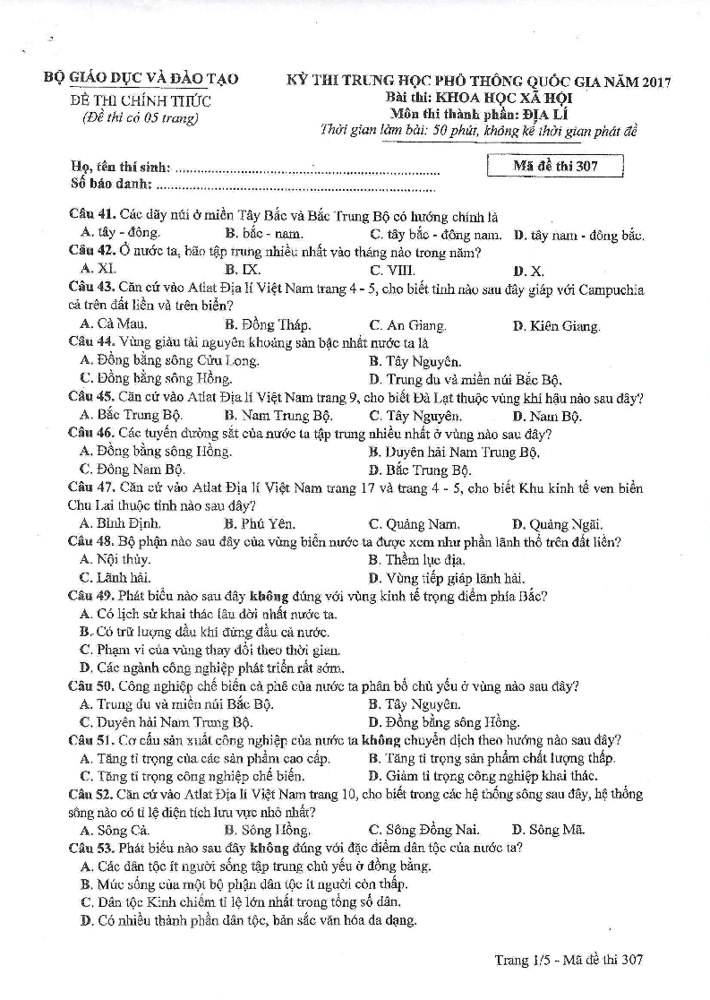 BỘ GIÁO DỤC VÀ ĐÀO TẠO
ĐỀ THI CHÍNH THỨC
(Đề thi có 05 trang)
KỲ THI TRUNG HỌC PHỔ THÔNG QUỐC GIA NĂM 2017
Bài thi: KHOA HỌC XÃ HỘI
Môn thi thành phần: ĐỊA LÍ
Thời gian làm bài: 50 phút, không kể thời gian phát đề
Họ, tên thí sinh: ..........................................................
Số báo danh: ..............................................................
Mã đề thi 307
Câu 41. Các dãy núi ở miền Tây Bắc và Bắc Trung Bộ có hướng chính là
A. tây - đông. B. bắc - nam. C. tây bắc - đông nam. D. tây nam - đông bắc.
Câu 42. Ở nước ta, bão tập trung nhiều nhất vào tháng nào trong năm?
A. XI. B. IX. C. VIII. D. X.
Câu 43. Căn cứ vào Atlat Địa lí Việt Nam trang 4 - 5, cho biết tỉnh nào sau đây giáp với Campuchia
cả trên đất liền và trên biển?
A. Cà Mau. B. Đồng Tháp. C. An Giang. D. Kiên Giang.
Câu 44. Vùng giàu tài nguyên khoáng sản bậc nhất nước ta là
A. Đồng bằng sông Cửu Long. B. Tây Nguyên.
C. Đồng bằng sông Hồng. D. Trung du và miền núi Bắc Bộ.
Câu 45. Căn cứ vào Atlat Địa lí Việt Nam trang 9, cho biết Đà Lạt thuộc vùng khí hậu nào sau đây?
A. Bắc Trung Bộ. B. Nam Trung Bộ. C. Tây Nguyên. D. Nam Bộ.
Câu 46. Các tuyến đường sắt của nước ta tập trung nhiều nhất ở vùng nào sau đây?
A. Đồng bằng sông Hồng. B. Duyên hải Nam Trung Bộ.
C. Đông Nam Bộ. D. Bắc Trung Bộ.
Câu 47. Căn cứ vào Atlat Địa lí Việt Nam trang 17 và trang 4 - 5, cho biết Khu kinh tế ven biển
Chu Lai thuộc tỉnh nào sau đây?
A. Bình Định. B. Phú Yên. C. Quảng Nam. D. Quảng Ngãi.
Câu 48. Bộ phận nào sau đây của vùng biển nước ta được xem như phần lãnh thổ trên đất liền?
A. Nội thủy. B. Thềm lục địa.
C. Lãnh hải. D. Vùng tiếp giáp lãnh hải.
Câu 49. Phát biểu nào sau đây không đúng với vùng kinh tế trọng điểm phía Bắc?
A. Có lịch sử khai thác lâu đời nhất nước ta.
B. Có trữ lượng dầu khí đứng đầu cả nước.
C. Phạm vi của vùng thay đổi theo thời gian.
D. Các ngành công nghiệp phát triển rất sớm.
Câu 50. Công nghiệp chế biến cà phê của nước ta phân bố chủ yếu ở vùng nào sau đây?
A. Trung du và miền núi Bắc Bộ. B. Tây Nguyên.
C. Duyên hải Nam Trung Bộ. D. Đồng bằng sông Hồng.
Câu 51. Cơ cấu sản xuất công nghiệp của nước ta không chuyển dịch theo hướng nào sau đây?
A. Tăng tỉ trọng của các sản phẩm cao cấp. B. Tăng tỉ trọng sản phẩm chất lượng thấp.
C. Tăng tỉ trọng công nghiệp chế biến. D. Giảm tỉ trọng công nghiệp khai thác.
Câu 52. Căn cứ vào Atlat Địa lí Việt Nam trang 10, cho biết trong các hệ thống sông sau đây, hệ thống
sông nào có tỉ lệ diện tích lưu vực nhỏ nhất?
A. Sông Cả. B. Sông Hồng. C. Sông Đồng Nai. D. Sông Mã.
Câu 53. Phát biểu nào sau đây không đúng với đặc điểm dân tộc của nước ta?
A. Các dân tộc ít người sống tập trung chủ yếu ở đồng bằng.
B. Mức sống của một bộ phận dân tộc ít người còn thấp.
C. Dân tộc Kinh chiếm tỉ lệ lớn nhất trong tổng số dân.
D. Có nhiều thành phần dân tộc, bản sắc văn hóa đa dạng.
Trang 1/5 - Mã đề thi 307